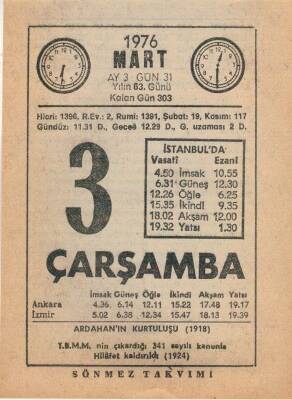 1976
MART
AY 3 GÜN 31
Yılın 63. Günü
Kalan Gün 303
Hicri: 1396, R.Ev.: 2, Rumi: 1391, Şubat: 19, Kasım: 117
Gündüz: 11.31 D., Gecesi 12.29 D., G. uzaması 2 D.
3
İSTANBUL'DA
Vasatî Ezanî
4.50 İmsak 10.55
6.31 Güneş 12.30
12.26 Öğle 6.25
15.35 İkindi 9.35
18.02 Akşam 12.00
19.32 Yatsı 1.30
ÇARŞAMBA
İmsak Güneş Öğle İkindi Akşam Yatsı
Ankara 4.36 6.14 12.11 15.22 17.48 19.17
İzmir 5.02 6.38 12.34 15.47 18.13 19.39
ARDAHAN'IN KURTULUŞU (1918)
T.B.M.M. nin çıkardığı 341 sayılı kanunla
Hilâfet kaldırıldı (1924)
SÖNMEZ TAKVİMİ